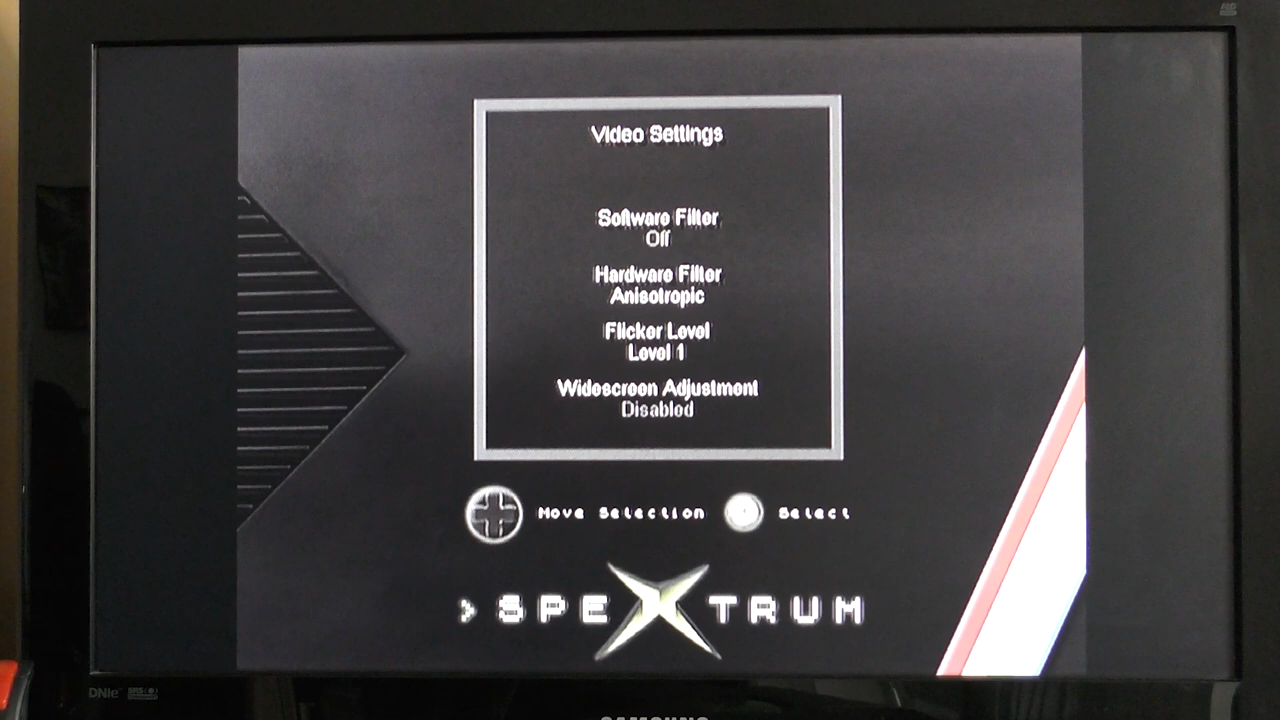 Video Settings
Software Filter
Off
Hardware Filter
Anisotropic
Flicker Level
Level 1
Widescreen Adjustment
Disabled
Move Selection
Select
> SPEXTRUM
DNIe
SRS
SAMSUNG